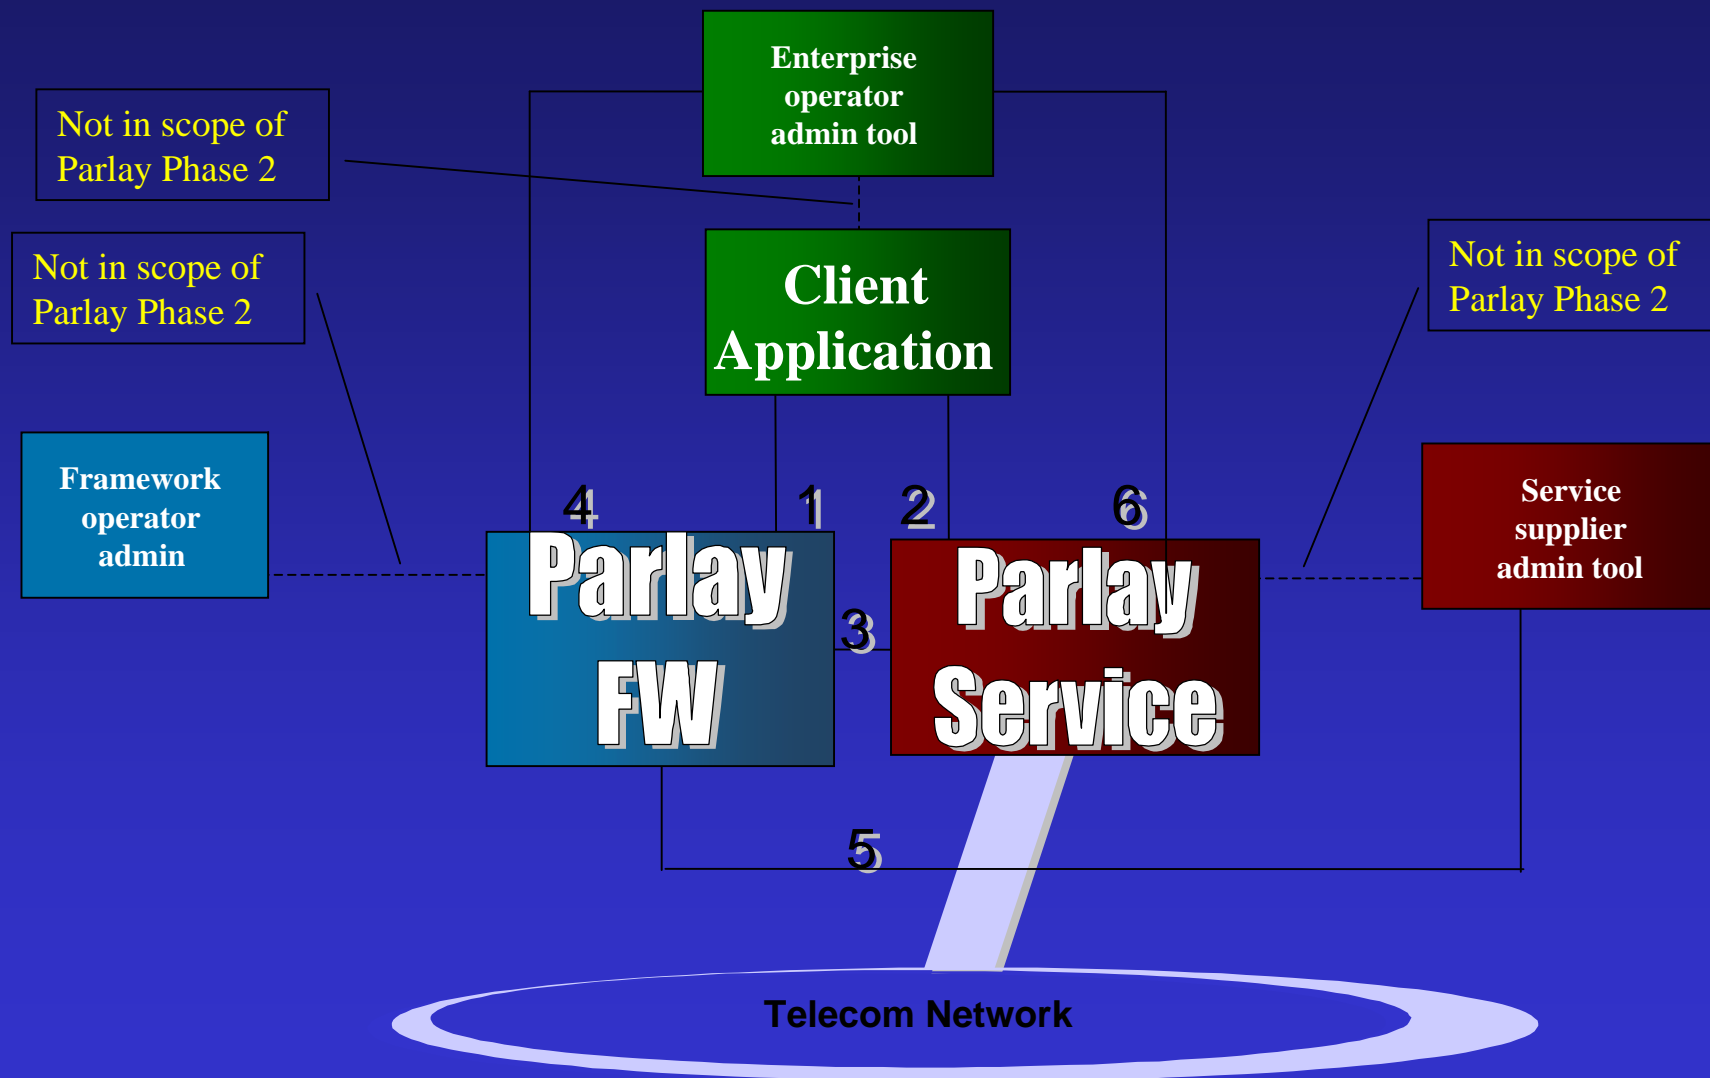 Enterprise
operator
admin tool
Not in scope of
Parlay Phase 2
Not in scope of
Parlay Phase 2
Not in scope of
Parlay Phase 2
Client
Application
Framework
operator
admin
Service
supplier
admin tool
4 1 2 6
Parlay
FW
3
Parlay
Service
5
Telecom Network